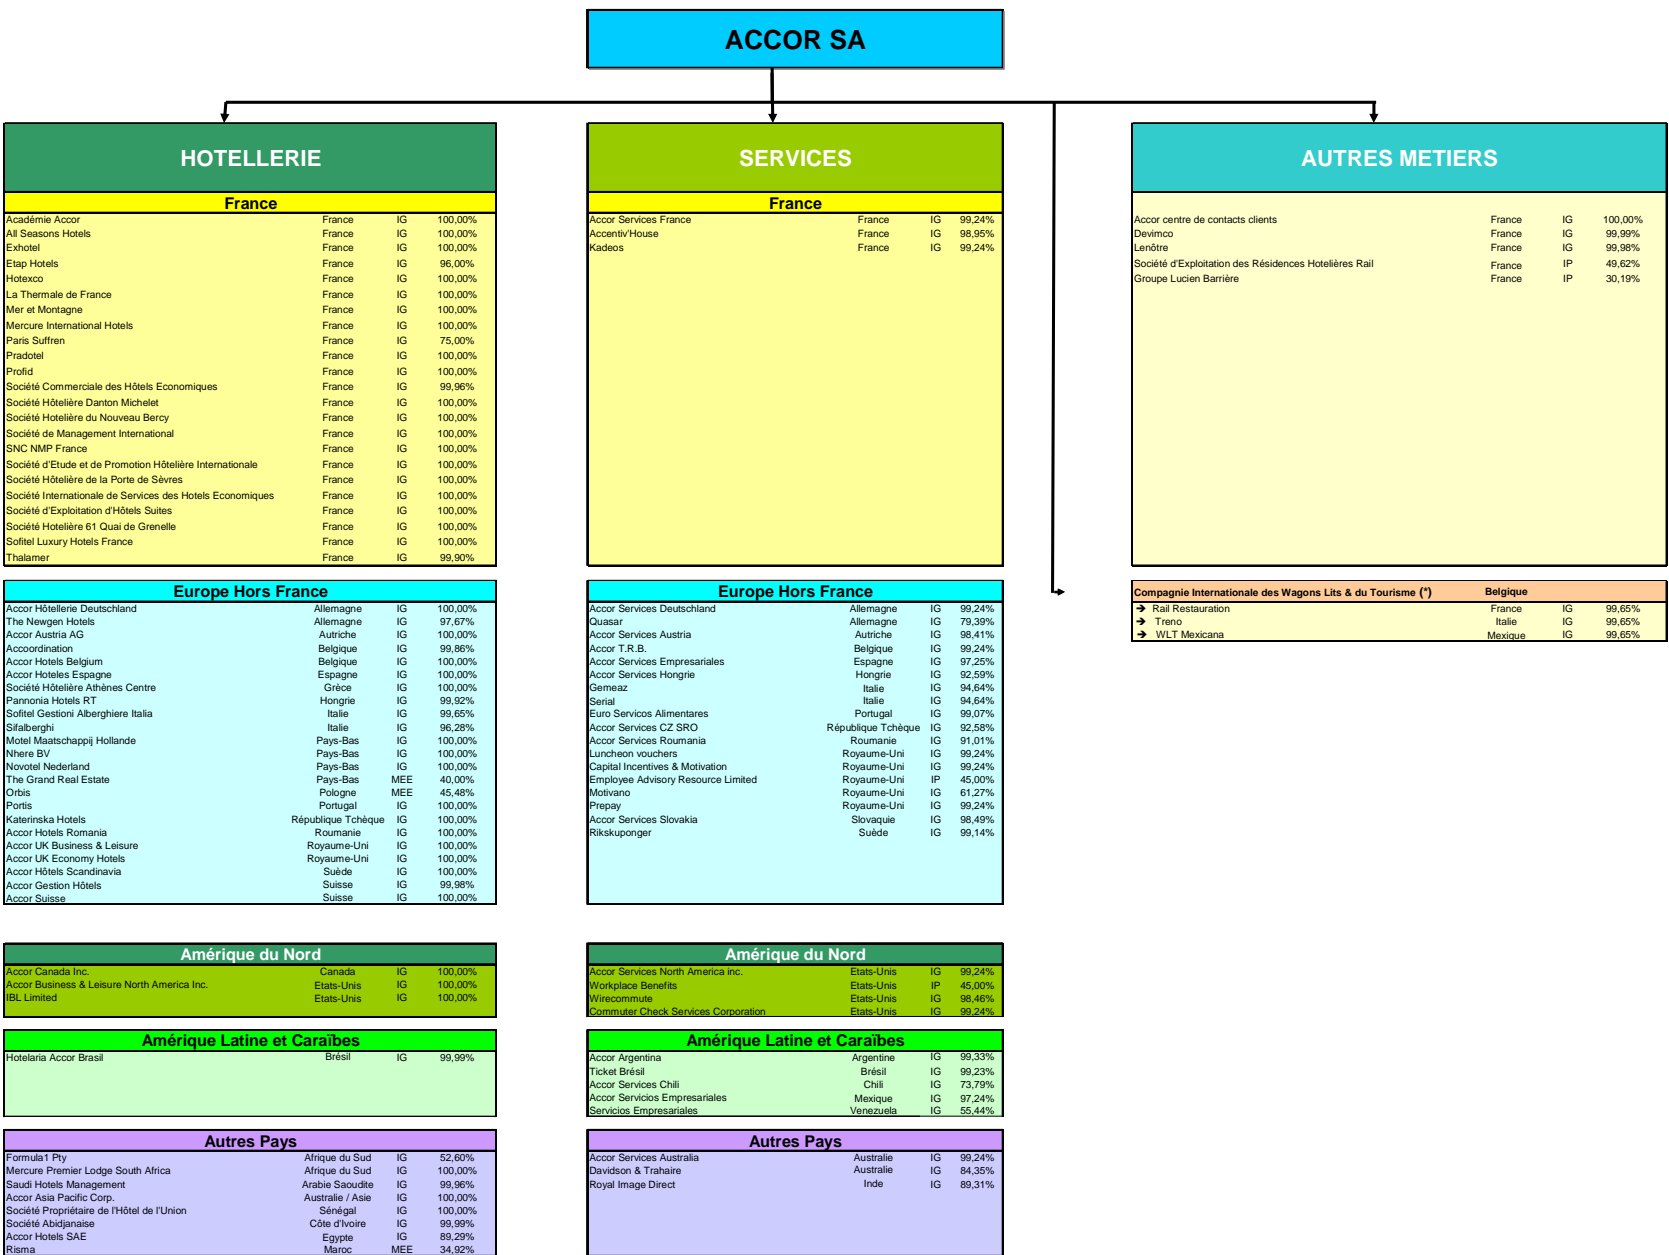 ACCOR SA
HOTELLERIE
France
Académie Accor France IG 100,00%
All Seasons Hotels France IG 100,00%
Exhotel France IG 100,00%
Etap Hotels France IG 96,00%
Hotexco France IG 100,00%
La Thermale de France France IG 100,00%
Mer et Montagne France IG 100,00%
Mercure International Hotels France IG 100,00%
Paris Suffren France IG 75,00%
Pradotel France IG 100,00%
Profid France IG 100,00%
Société Commerciale des Hôtels Economiques France IG 99,96%
Société Hôtelière Danton Michelet France IG 100,00%
Société Hotelière du Nouveau Bercy France IG 100,00%
Société de Management International France IG 100,00%
SNC NMP France France IG 100,00%
Société d'Etude et de Promotion Hôtelière Internationale France IG 100,00%
Société Hôtelière de la Porte de Sèvres France IG 100,00%
Société Internationale de Services des Hotels Economiques France IG 100,00%
Société d'Exploitation d'Hôtels Suites France IG 100,00%
Société Hotelière 61 Quai de Grenelle France IG 100,00%
Sofitel Luxury Hotels France France IG 100,00%
Thalamer France IG 99,90%
Europe Hors France
Accor Hôtellerie Deutschland Allemagne IG 100,00%
The Newgen Hotels Allemagne IG 97,67%
Accor Austria AG Autriche IG 100,00%
Accoordination Belgique IG 99,86%
Accor Hotels Belgium Belgique IG 100,00%
Accor Hoteles Espagne Espagne IG 100,00%
Société Hôtelière Athènes Centre Grèce IG 100,00%
Pannonia Hotels RT Hongrie IG 99,92%
Sofitel Gestioni Alberghiere Italia Italie IG 99,65%
Sifalberghi Italie IG 96,28%
Motel Maatschappij Hollande Pays-Bas IG 100,00%
Nhere BV Pays-Bas IG 100,00%
Novotel Nederland Pays-Bas IG 100,00%
The Grand Real Estate Pays-Bas MEE 40,00%
Orbis Pologne MEE 45,48%
Portis Portugal IG 100,00%
Katerinska Hotels République Tchèque IG 100,00%
Accor Hotels Romania Roumanie IG 100,00%
Accor UK Business & Leisure Royaume-Uni IG 100,00%
Accor UK Economy Hotels Royaume-Uni IG 100,00%
Accor Hôtels Scandinavia Suède IG 100,00%
Accor Gestion Hôtels Suisse IG 99,98%
Accor Suisse Suisse IG 100,00%
Amérique du Nord
Accor Canada Inc. Canada IG 100,00%
Accor Business & Leisure North America Inc. Etats-Unis IG 100,00%
IBL Limited Etats-Unis IG 100,00%
Amérique Latine et Caraïbes
Hotelaria Accor Brasil Brésil IG 99,99%
Autres Pays
Formula1 Pty Afrique du Sud IG 52,60%
Mercure Premier Lodge South Africa Afrique du Sud IG 100,00%
Saudi Hotels Management Arabie Saoudite IG 99,96%
Accor Asia Pacific Corp. Australie / Asie IG 100,00%
Société Propriétaire de l'Hôtel de l'Union Sénégal IG 100,00%
Société Abidjanaise Côte d'Ivoire IG 99,99%
Accor Hotels SAE Egypte IG 89,29%
Risma Maroc MEE 34,92%
SERVICES
France
Accor Services France France IG 99,24%
Accentiv'House France IG 98,95%
Kadeos France IG 99,24%
Europe Hors France
Accor Services Deutschland Allemagne IG 99,24%
Quasar Allemagne IG 79,39%
Accor Services Austria Autriche IG 98,41%
Accor T.R.B. Belgique IG 99,24%
Accor Services Empresariales Espagne IG 97,25%
Accor Services Hongrie Hongrie IG 92,59%
Gemeaz Italie IG 94,64%
Serial Italie IG 94,64%
Euro Servicos Alimentares Portugal IG 99,07%
Accor Services CZ SRO République Tchèque IG 92,58%
Accor Services Roumania Roumanie IG 91,01%
Luncheon vouchers Royaume-Uni IG 99,24%
Capital Incentives & Motivation Royaume-Uni IG 99,24%
Employee Advisory Resource Limited Royaume-Uni IP 45,00%
Motivano Royaume-Uni IG 61,27%
Prepay Royaume-Uni IG 99,24%
Accor Services Slovakia Slovaquie IG 98,49%
Rikskuponger Suède IG 99,14%
Amérique du Nord
Accor Services North America inc. Etats-Unis IG 99,24%
Workplace Benefits Etats-Unis IP 45,00%
Wirecommute Etats-Unis IG 98,46%
Commuter Check Services Corporation Etats-Unis IG 99,24%
Amérique Latine et Caraïbes
Accor Argentina Argentine IG 99,33%
Ticket Brésil Brésil IG 99,23%
Accor Services Chili Chili IG 73,79%
Accor Servicios Empresariales Mexique IG 97,24%
Servicios Empresariales Venezuela IG 55,44%
Autres Pays
Accor Services Australia Australie IG 99,24%
Davidson & Trahaire Australie IG 84,35%
Royal Image Direct Inde IG 89,31%
AUTRES METIERS
Accor centre de contacts clients France IG 100,00%
Devimco France IG 99,99%
Lenôtre France IG 99,98%
Société d'Exploitation des Résidences Hotelières Rail France IP 49,62%
Groupe Lucien Barrière France IP 30,19%
Compagnie Internationale des Wagons Lits & du Tourisme (*) Belgique
➔ Rail Restauration France IG 99,65%
➔ Treno Italie IG 99,65%
➔ WLT Mexicana Mexique IG 99,65%